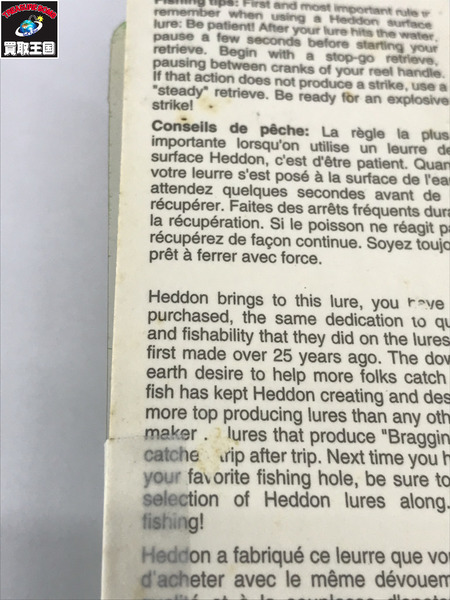 TREASUREFACTORY
買取王国
Fishing tips: First and most important rule
remember when using a Heddon surface
lure: Be patient! After your lure hits the water,
pause a few seconds before starting your
retrieve. Begin with a stop-go retrieve,
pausing between cranks of your reel handle.
If that action does not produce a strike, use a
"steady" retrieve. Be ready for an explosive
strike!
Conseils de pêche: La règle la plus
importante lorsqu'on utilise un leurre de
surface Heddon, c'est d'être patient. Quan
votre leurre s'est posé à la surface de l'ea
attendez quelques secondes avant de
récupérer. Faites des arrêts fréquents dura
la récupération. Si le poisson ne réagit pa
récupérez de façon continue. Soyez toujo
prêt à ferrer avec force.
Heddon brings to this lure, you have
purchased, the same dedication to qu
and fishability that they did on the lures
first made over 25 years ago. The dow
earth desire to help more folks catch
fish has kept Heddon creating and des
more top producing lures than any oth
maker . lures that produce "Braggin
catche trip after trip. Next time you h
your favorite fishing hole, be sure to
selection of Heddon lures along.
fishing!
Heddon a fabriqué ce leurre que vou
d'acheter avec le même dévouem